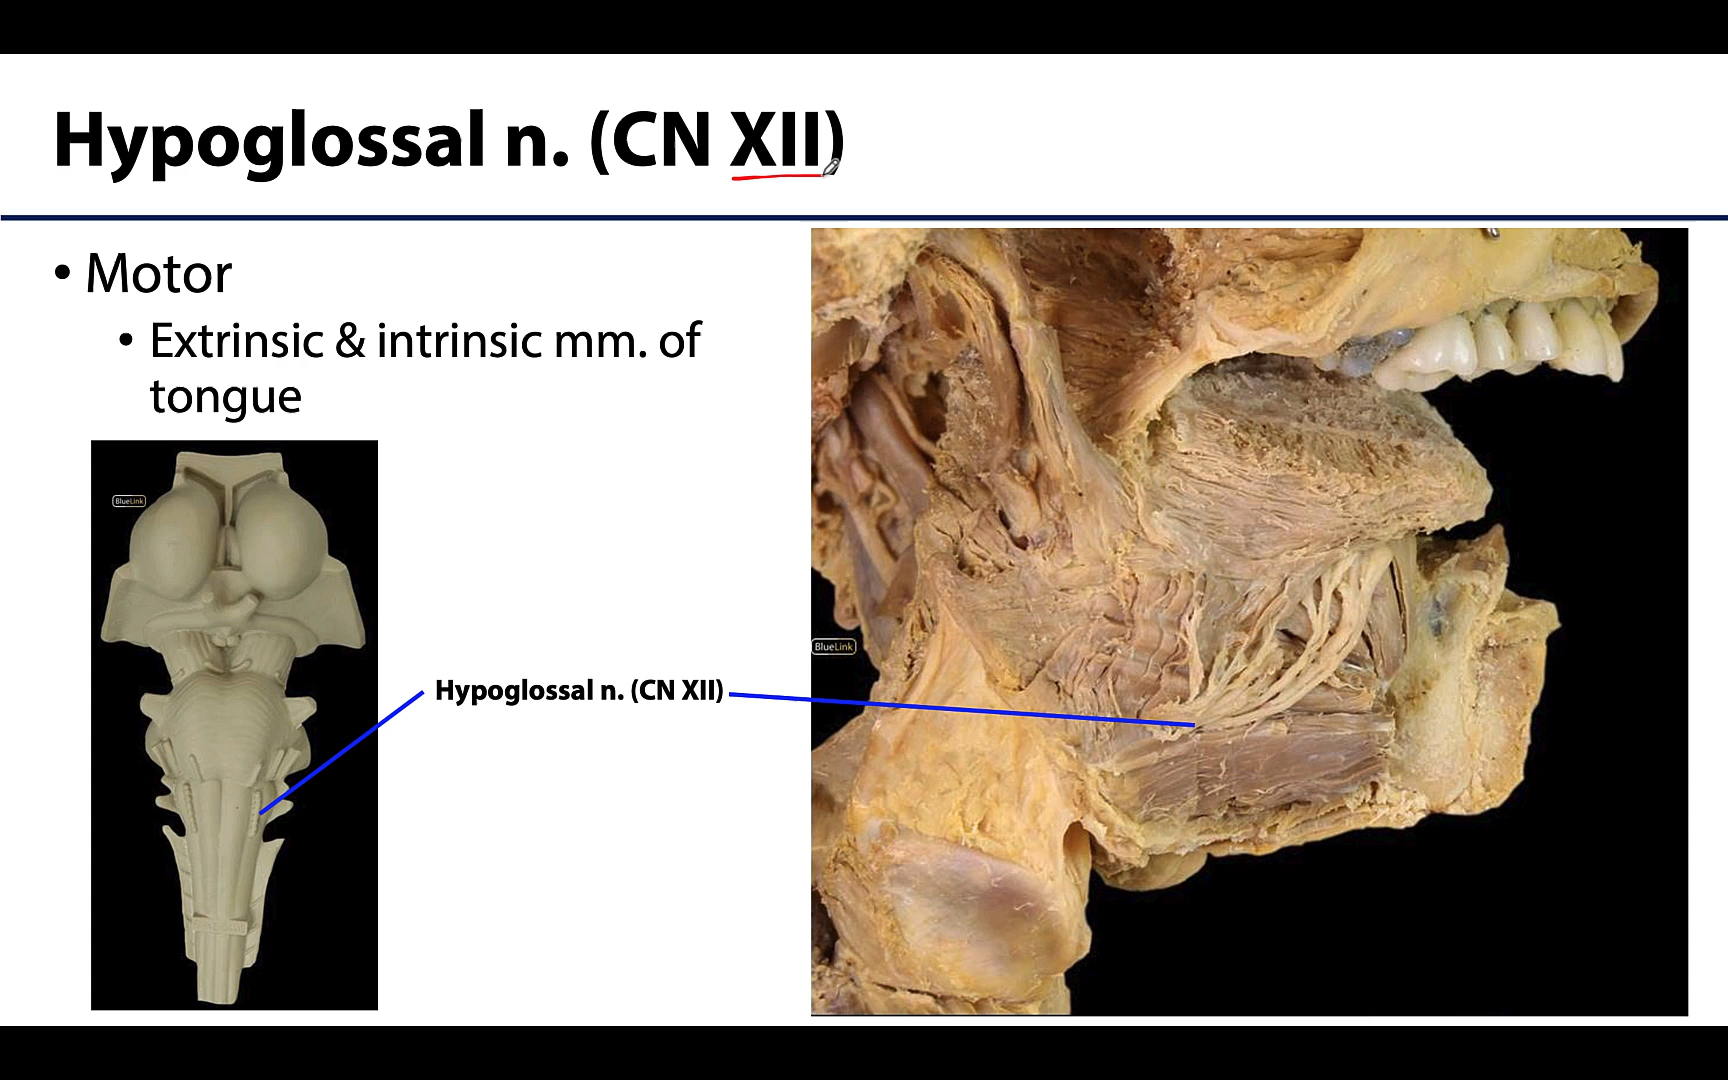 Hypoglossal n. (CN XII)
• Motor
• Extrinsic & intrinsic mm. of
tongue
BlueLink
Hypoglossal n. (CN XII)
BlueLink